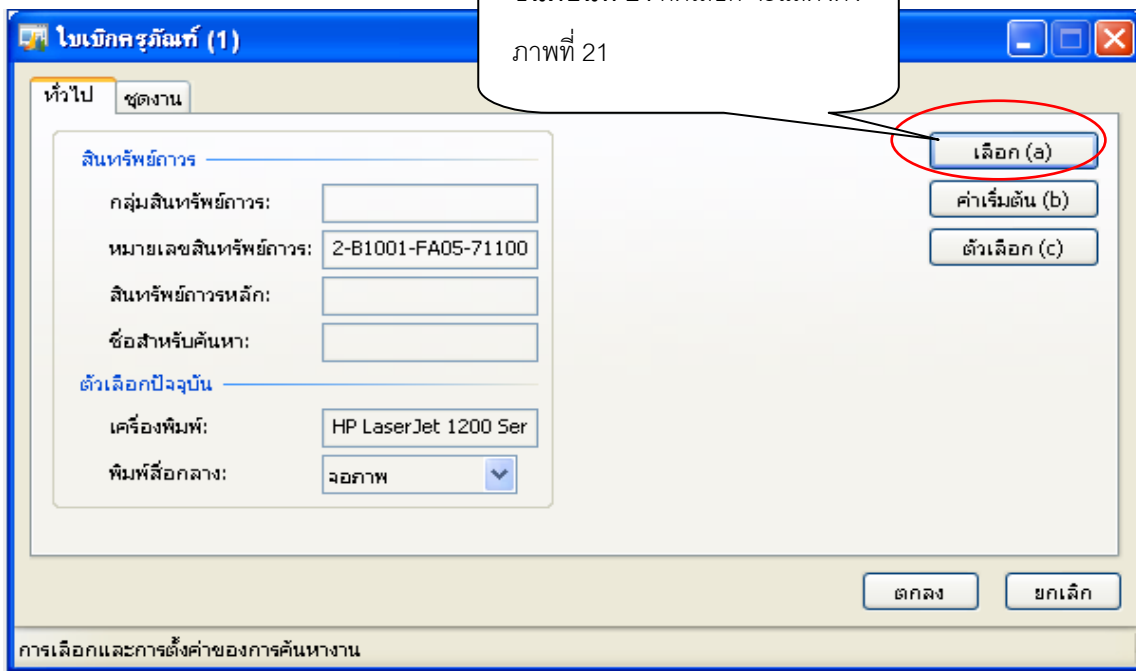 ภาพที่ 21
ใบเบิกครุภัณฑ์ (1)
ทั่วไป
ชุดงาน
สินทรัพย์ถาวร
กลุ่มสินทรัพย์ถาวร:
หมายเลขสินทรัพย์ถาวร: 2-B1001-FA05-71100
สินทรัพย์ถาวรหลัก:
ชื่อสำหรับค้นหา:
ตัวเลือกปัจจุบัน
เครื่องพิมพ์: HP LaserJet 1200 Ser
พิมพ์สื่อกลาง: จอภาพ
เลือก (a)
ค่าเริ่มต้น (b)
ตัวเลือก (c)
ตกลง
ยกเลิก
การเลือกและการตั้งค่าของการค้นหางาน